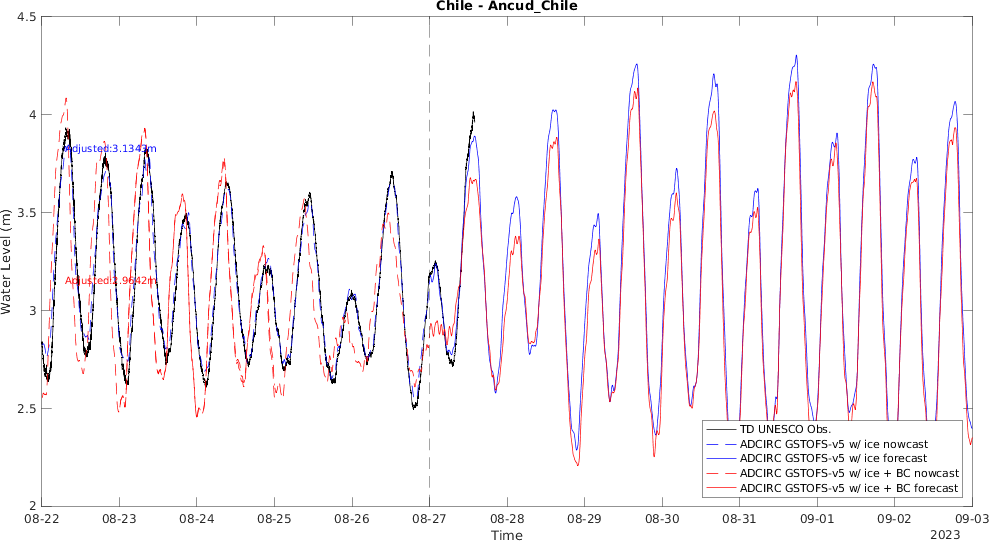 Chile - Ancud_Chile
4.5
4
3.5
3
2.5
2
Water Level (m)
Adjusted:3.1343m
Adjusted:2.9642m
TD UNESCO Obs.
ADCIRC GSTOFS-v5 w/ ice nowcast
ADCIRC GSTOFS-v5 w/ ice forecast
ADCIRC GSTOFS-v5 w/ ice + BC nowcast
ADCIRC GSTOFS-v5 w/ ice + BC forecast
08-22 08-23 08-24 08-25 08-26 08-27 08-28 08-29 08-30 08-31 09-01 09-02 09-03
Time
2023